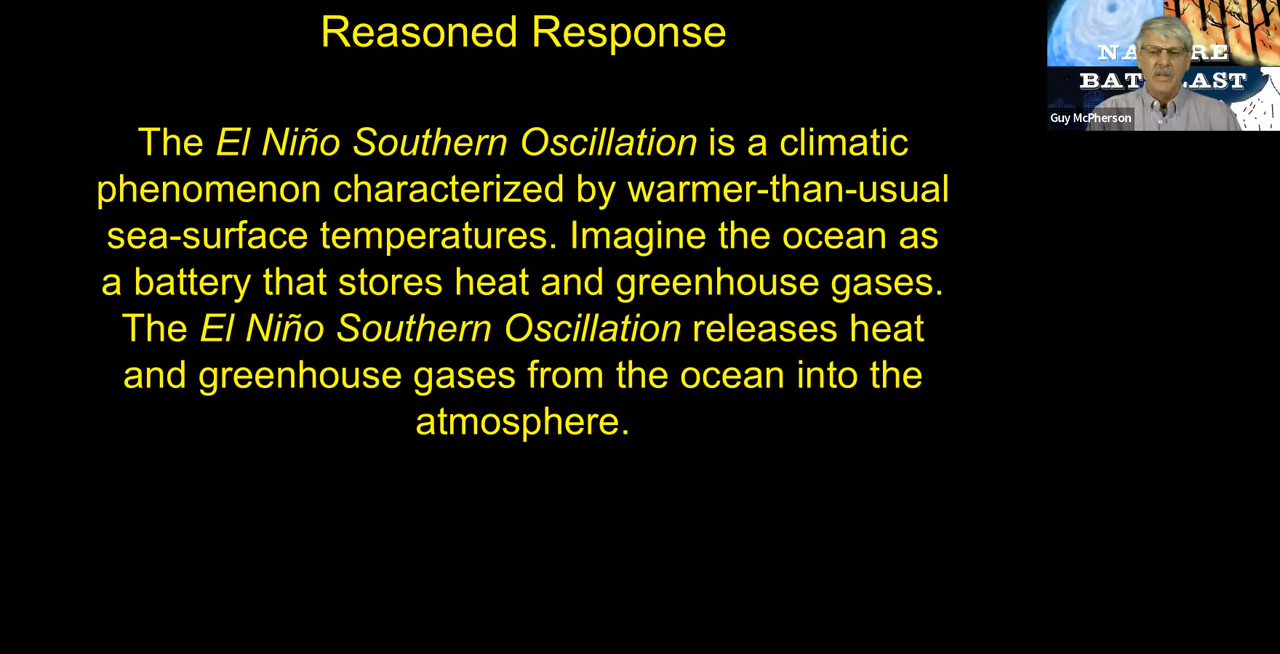 Reasoned Response
The El Niño Southern Oscillation is a climatic
phenomenon characterized by warmer-than-usual
sea-surface temperatures. Imagine the ocean as
a battery that stores heat and greenhouse gases.
The El Niño Southern Oscillation releases heat
and greenhouse gases from the ocean into the
atmosphere.
Guy McPherson